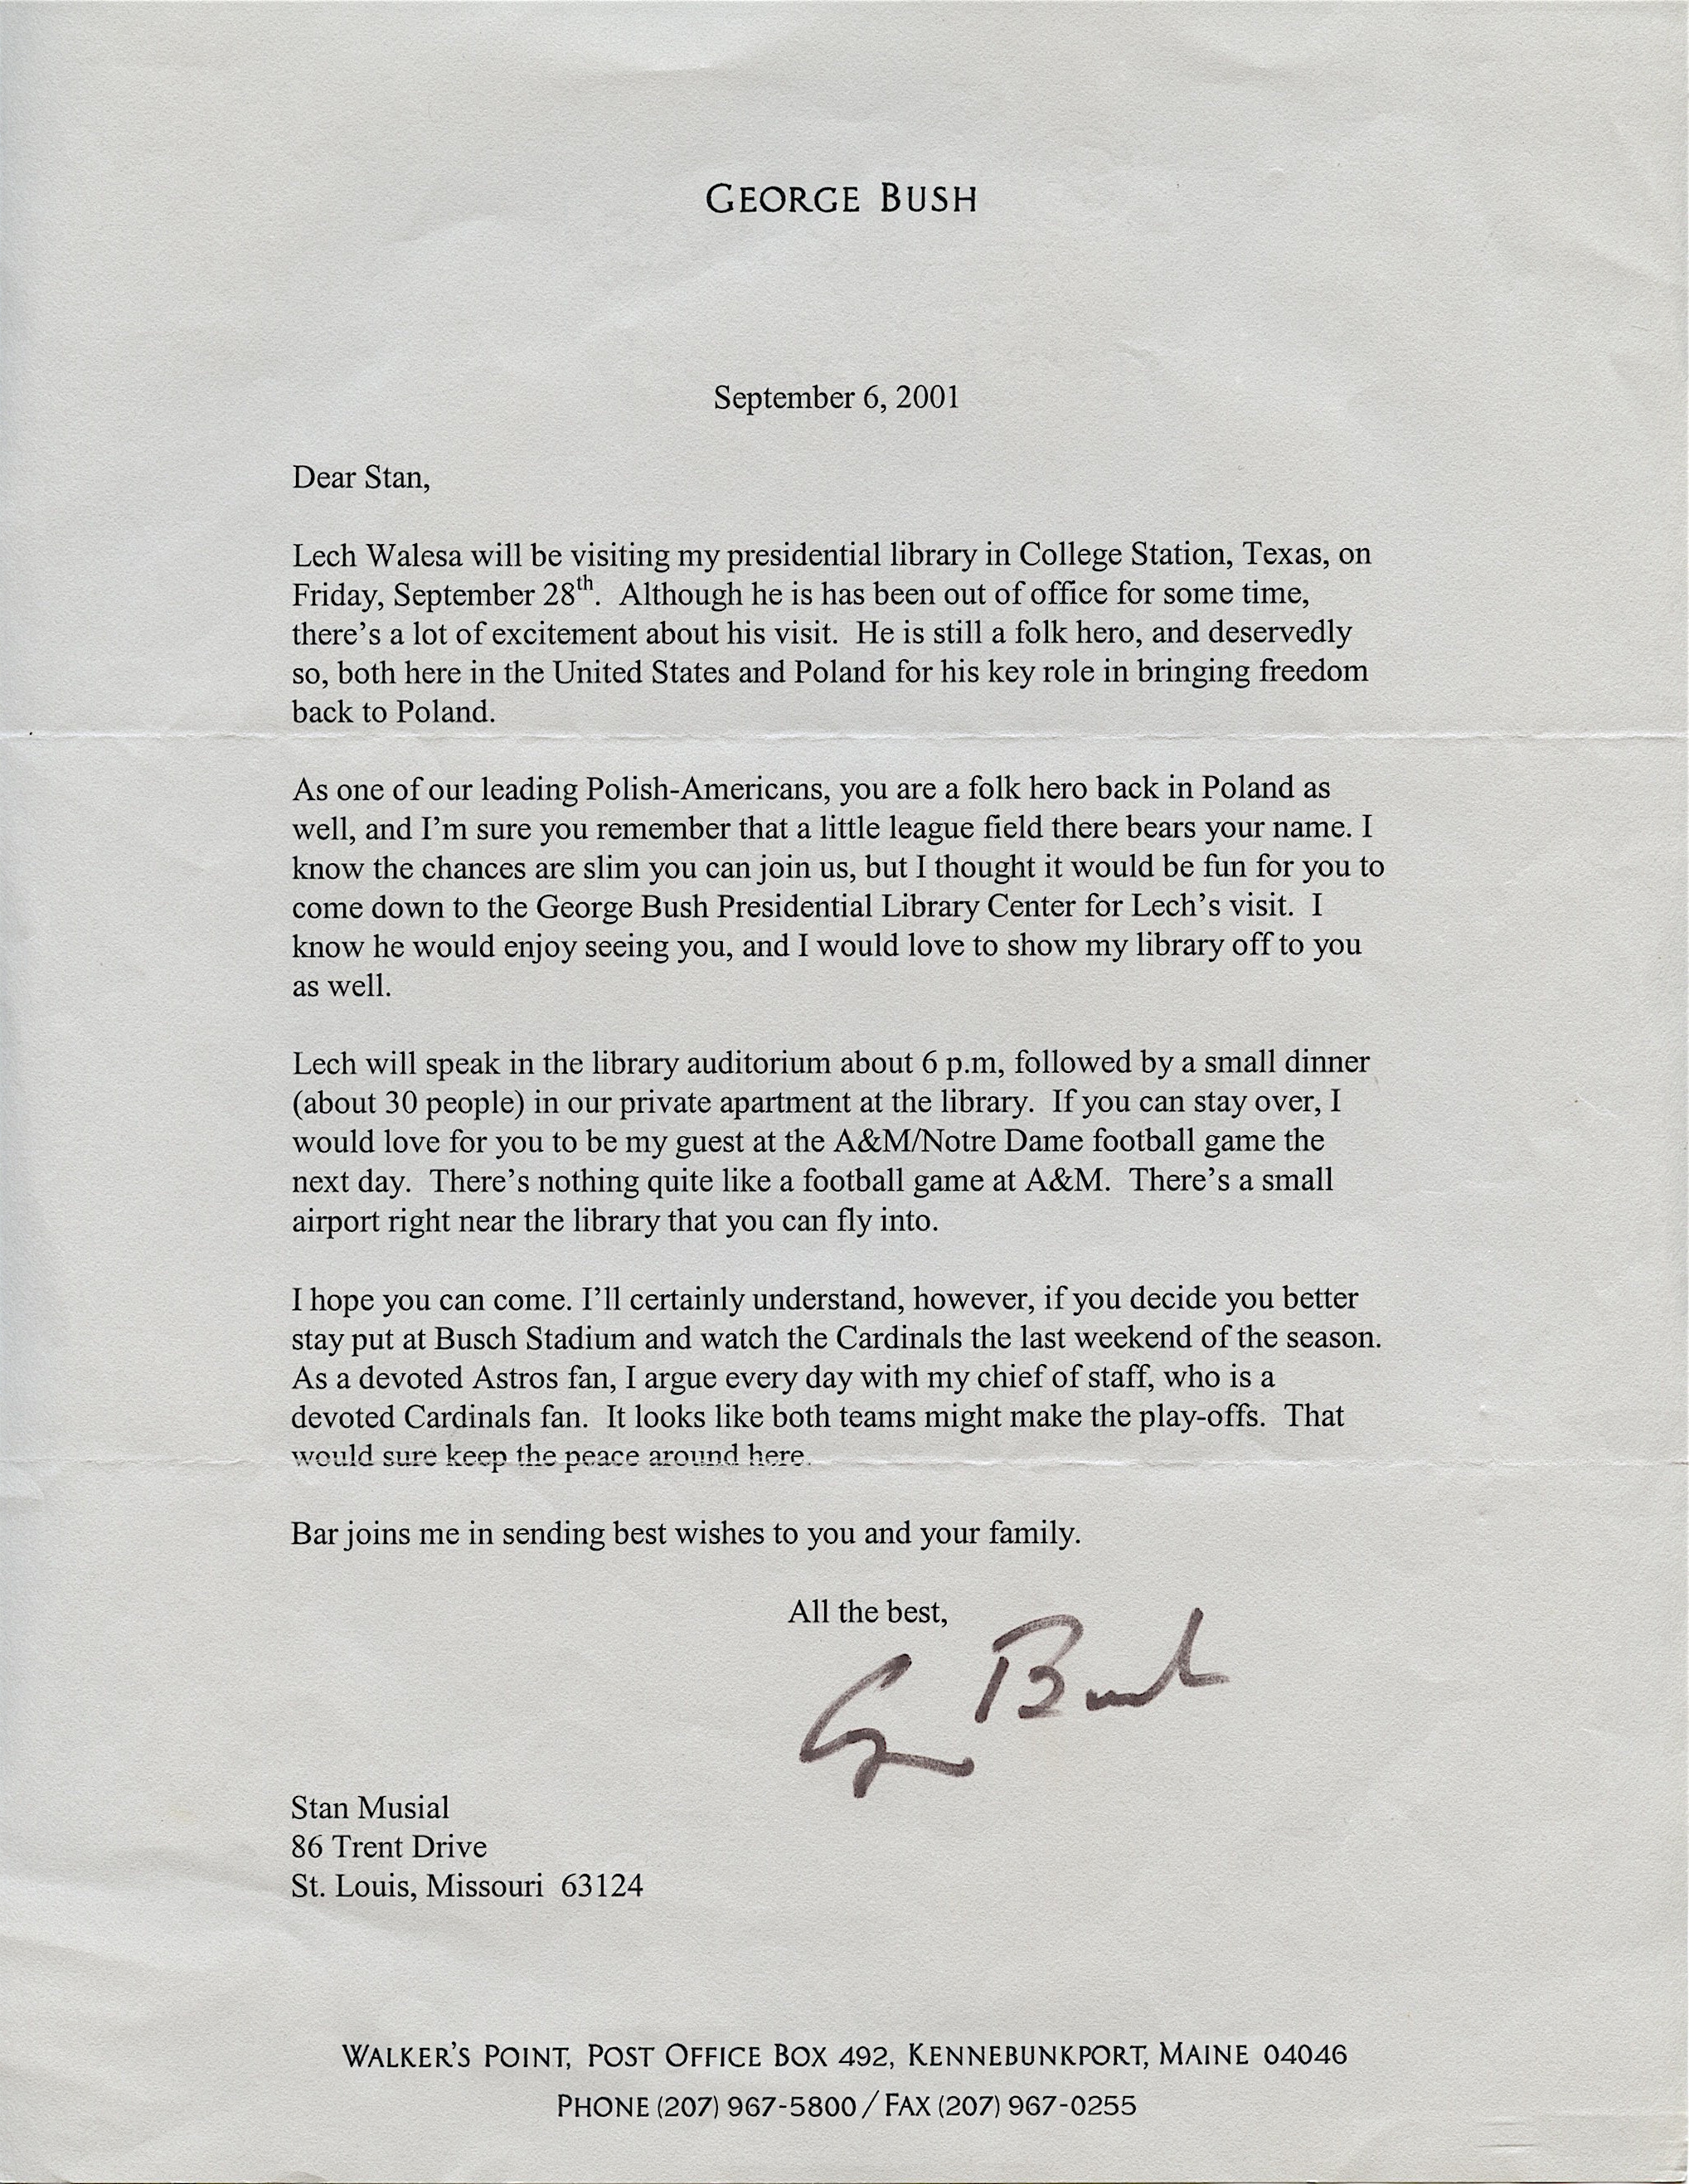 GEORGE BUSH
September 6, 2001
Dear Stan,
Lech Walesa will be visiting my presidential library in College Station, Texas, on
Friday, September 28th.  Although he is has been out of office for some time,
there's a lot of excitement about his visit.  He is still a folk hero, and deservedly
so, both here in the United States and Poland for his key role in bringing freedom
back to Poland.
As one of our leading Polish-Americans, you are a folk hero back in Poland as
well, and I'm sure you remember that a little league field there bears your name. I
know the chances are slim you can join us, but I thought it would be fun for you to
come down to the George Bush Presidential Library Center for Lech's visit.  I
know he would enjoy seeing you, and I would love to show my library off to you
as well.
Lech will speak in the library auditorium about 6 p.m, followed by a small dinner
(about 30 people) in our private apartment at the library.  If you can stay over, I
would love for you to be my guest at the A&M/Notre Dame football game the
next day.  There's nothing quite like a football game at A&M.  There's a small
airport right near the library that you can fly into.
I hope you can come. I'll certainly understand, however, if you decide you better
stay put at Busch Stadium and watch the Cardinals the last weekend of the season.
As a devoted Astros fan, I argue every day with my chief of staff, who is a
devoted Cardinals fan.  It looks like both teams might make the play-offs.  That
would sure keep the peace around here.
Bar joins me in sending best wishes to you and your family.
All the best,
G Bush
Stan Musial
86 Trent Drive
St. Louis, Missouri  63124
WALKER'S POINT, POST OFFICE BOX 492, KENNEBUNKPORT, MAINE 04046
PHONE (207) 967-5800 / FAX (207) 967-0255